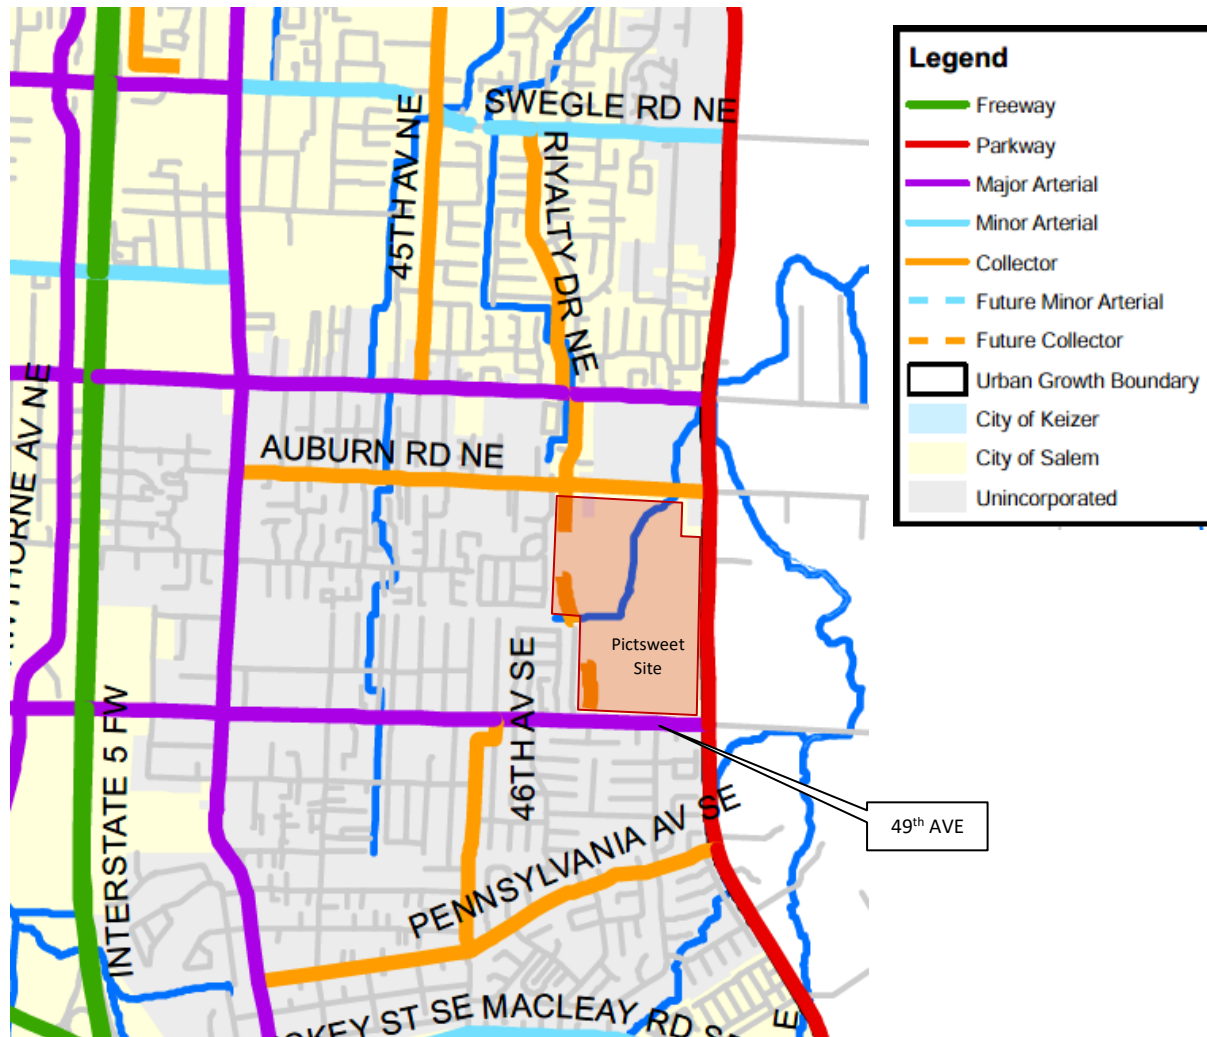 SWEGLE RD NE
45TH AV NE
RIYALTY DR NE
AUBURN RD NE
THORNE AV NE
Pictsweet
Site
46TH AV SE
INTERSTATE 5 FW
PENNSYLVANIA AV SE
49th AVE
KEY ST SE MACLEAY RD S
E
Legend
Freeway
Parkway
Major Arterial
Minor Arterial
Collector
Future Minor Arterial
Future Collector
Urban Growth Boundary
City of Keizer
City of Salem
Unincorporated